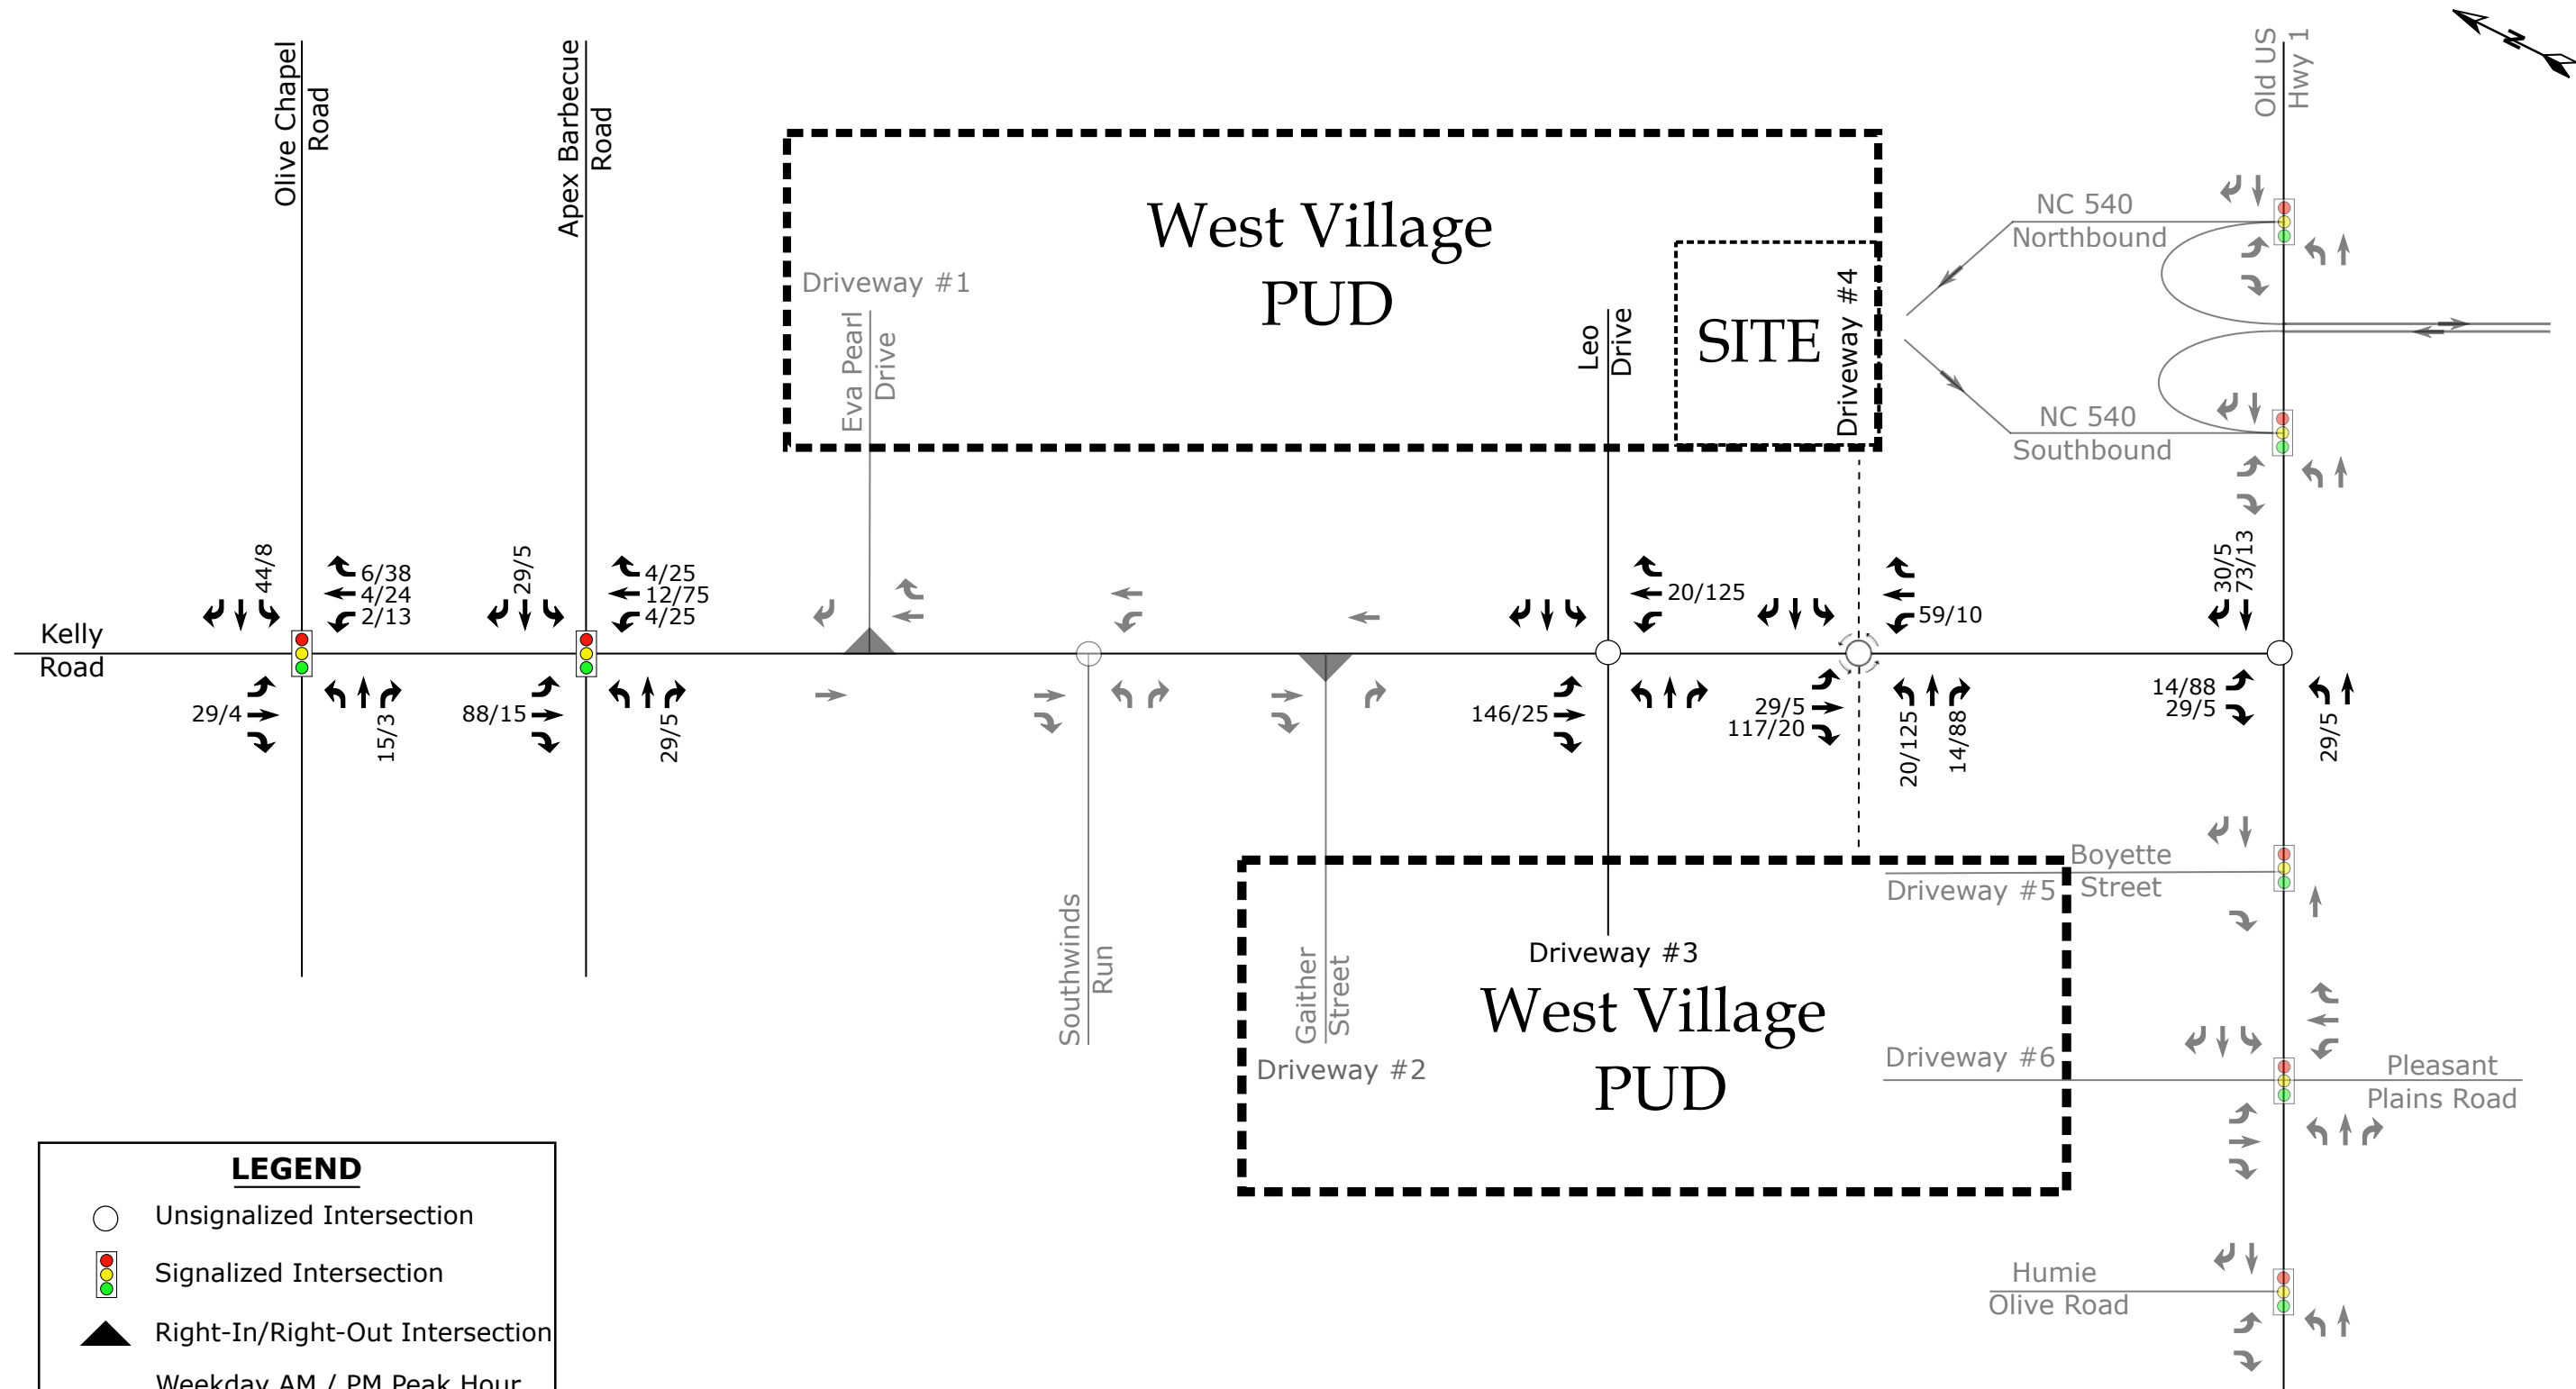 Olive Chapel
Road
Apex Barbecue
Road
Old US
Hwy 1
N
West Village
PUD
NC 540
Northbound
Driveway #1
Eva Pearl
Drive
Leo
Drive
SITE
Driveway #4
NC 540
Southbound
44/8
6/38
4/24
2/13
29/5
4/25
12/75
4/25
20/125
59/10
30/5
73/13
Kelly
Road
29/4
15/3
88/15
29/5
146/25
29/5
117/20
20/125
14/88
14/88
29/5
29/5
Boyette
Street
Driveway #5
Southwinds
Run
Gaither
Street
Driveway #2
Driveway #3
West Village
PUD
Driveway #6
Pleasant
Plains Road
Humie
Olive Road
LEGEND
Unsignalized Intersection
Signalized Intersection
Right-In/Right-Out Intersection
Weekday AM / PM Peak Hour